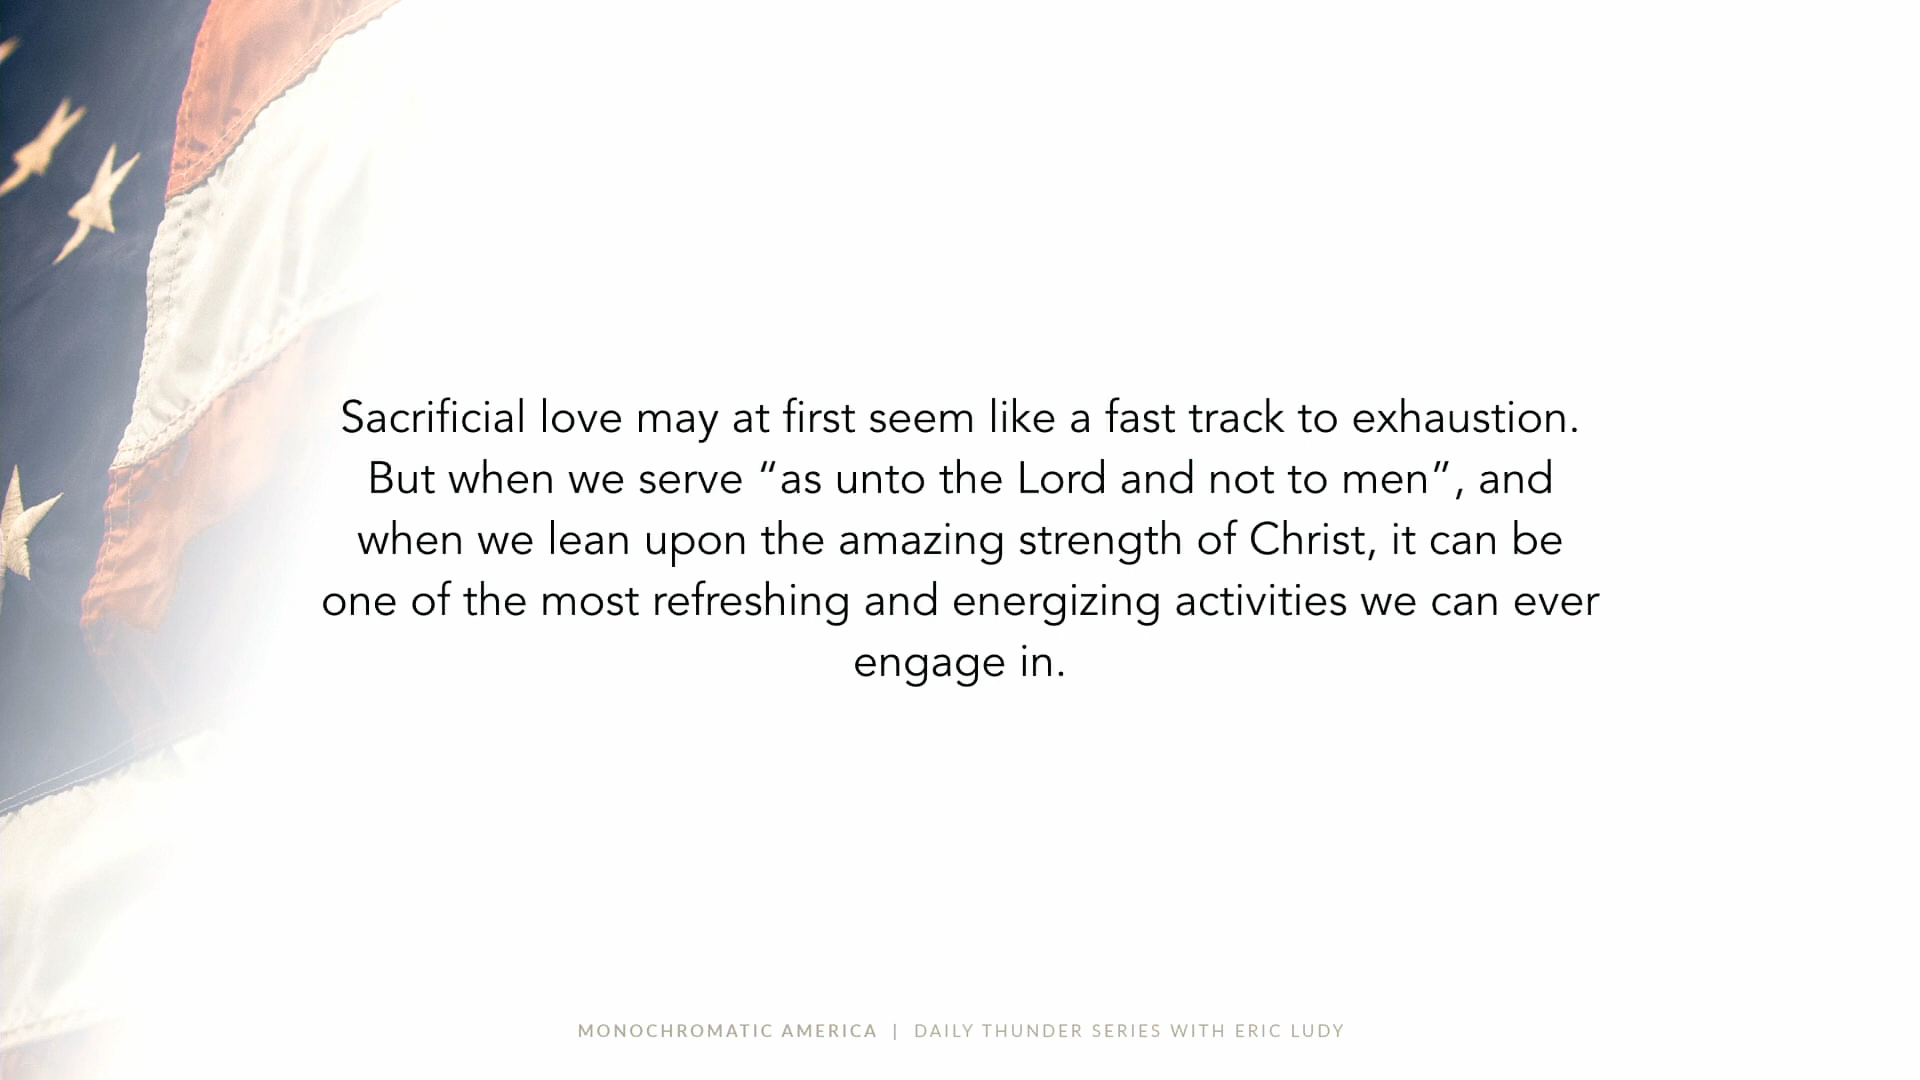 Sacrificial love may at first seem like a fast track to exhaustion.
But when we serve “as unto the Lord and not to men”, and
when we lean upon the amazing strength of Christ, it can be
one of the most refreshing and energizing activities we can ever
engage in.
MONOCHROMATIC AMERICA | DAILY THUNDER SERIES WITH ERIC LUDY